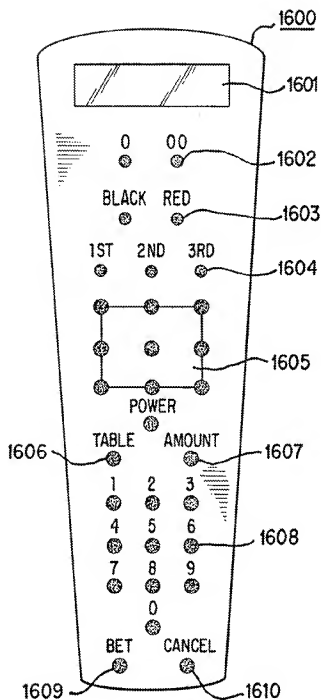 1600
1601
0 00
1602
BLACK RED
1603
1ST 2ND 3RD
1604
1605
POWER
TABLE AMOUNT
1606
1607
1 2 3
4 5 6
1608
7 8 9
0
BET CANCEL
1609
1610